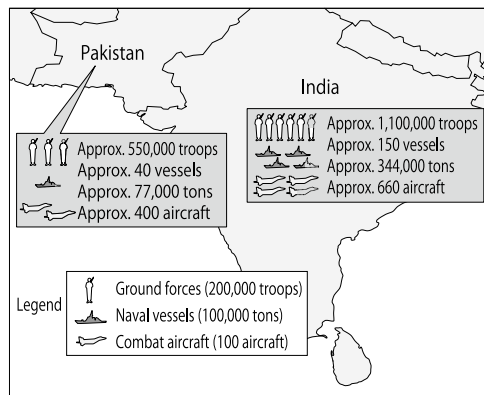 Pakistan
India
Approx. 550,000 troops
Approx. 40 vessels
Approx. 77,000 tons
Approx. 400 aircraft
Approx. 1,100,000 troops
Approx. 150 vessels
Approx. 344,000 tons
Approx. 660 aircraft
Legend
Ground forces (200,000 troops)
Naval vessels (100,000 tons)
Combat aircraft (100 aircraft)